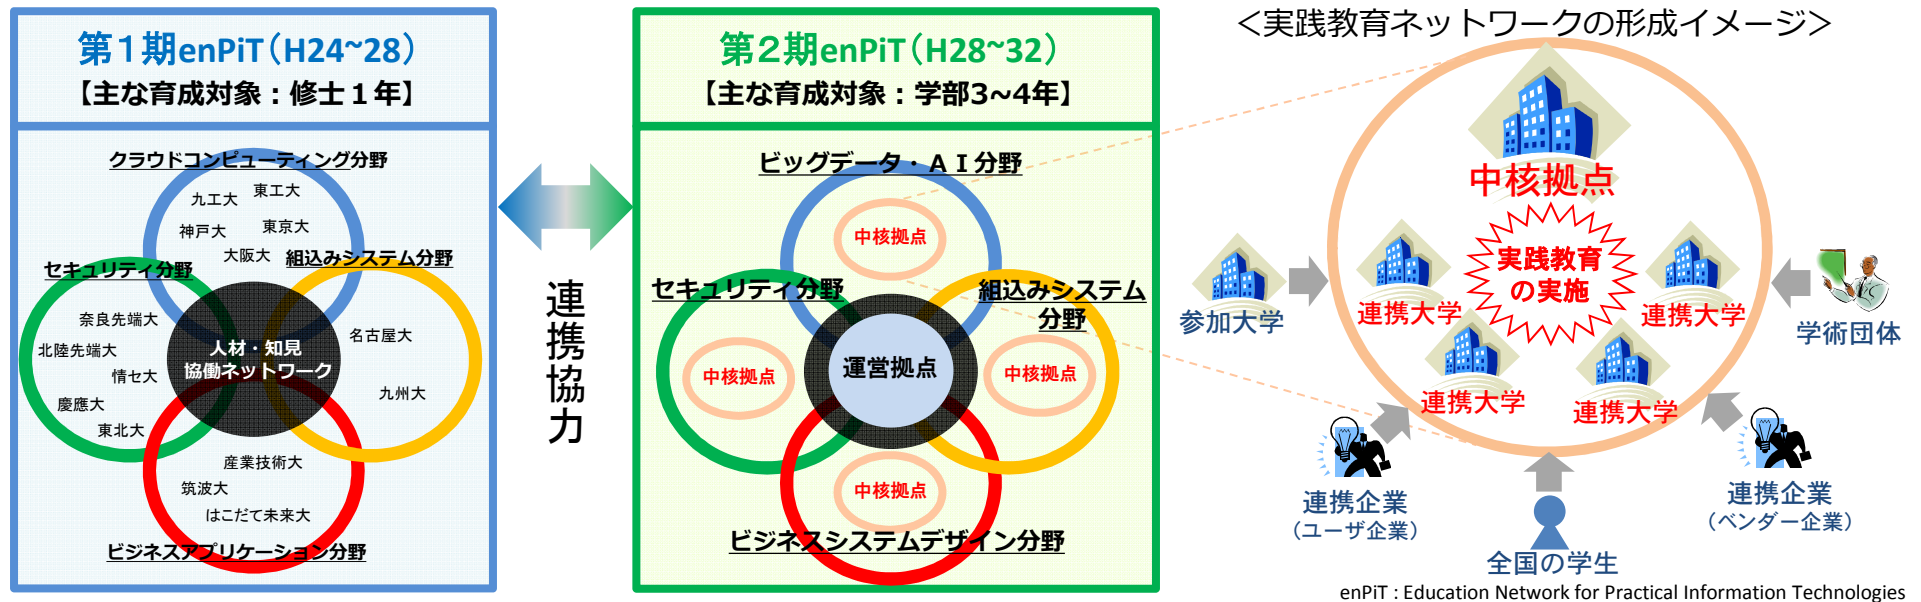 第１期enPiT（H24~28）
【主な育成対象：修士１年】
クラウドコンピューティング分野
九工大
東工大
神戸大
東京大
大阪大
セキュリティ分野
組込みシステム分野
奈良先端大
北陸先端大
情セ大
慶應大
東北大
人材・知見
協働ネットワーク
名古屋大
九州大
産業技術大
筑波大
はこだて未来大
ビジネスアプリケーション分野
連携協力
第２期enPiT（H28~32）
【主な育成対象：学部3~4年】
ビッグデータ・ＡＩ分野
中核拠点
セキュリティ分野
組込みシステム
分野
中核拠点
運営拠点
中核拠点
中核拠点
ビジネスシステムデザイン分野
＜実践教育ネットワークの形成イメージ＞
中核拠点
実践教育
の実施
連携大学
連携大学
連携大学
連携大学
参加大学
学術団体
連携企業
（ユーザ企業）
連携企業
（ベンダー企業）
全国の学生
enPiT : Education Network for Practical Information Technologies